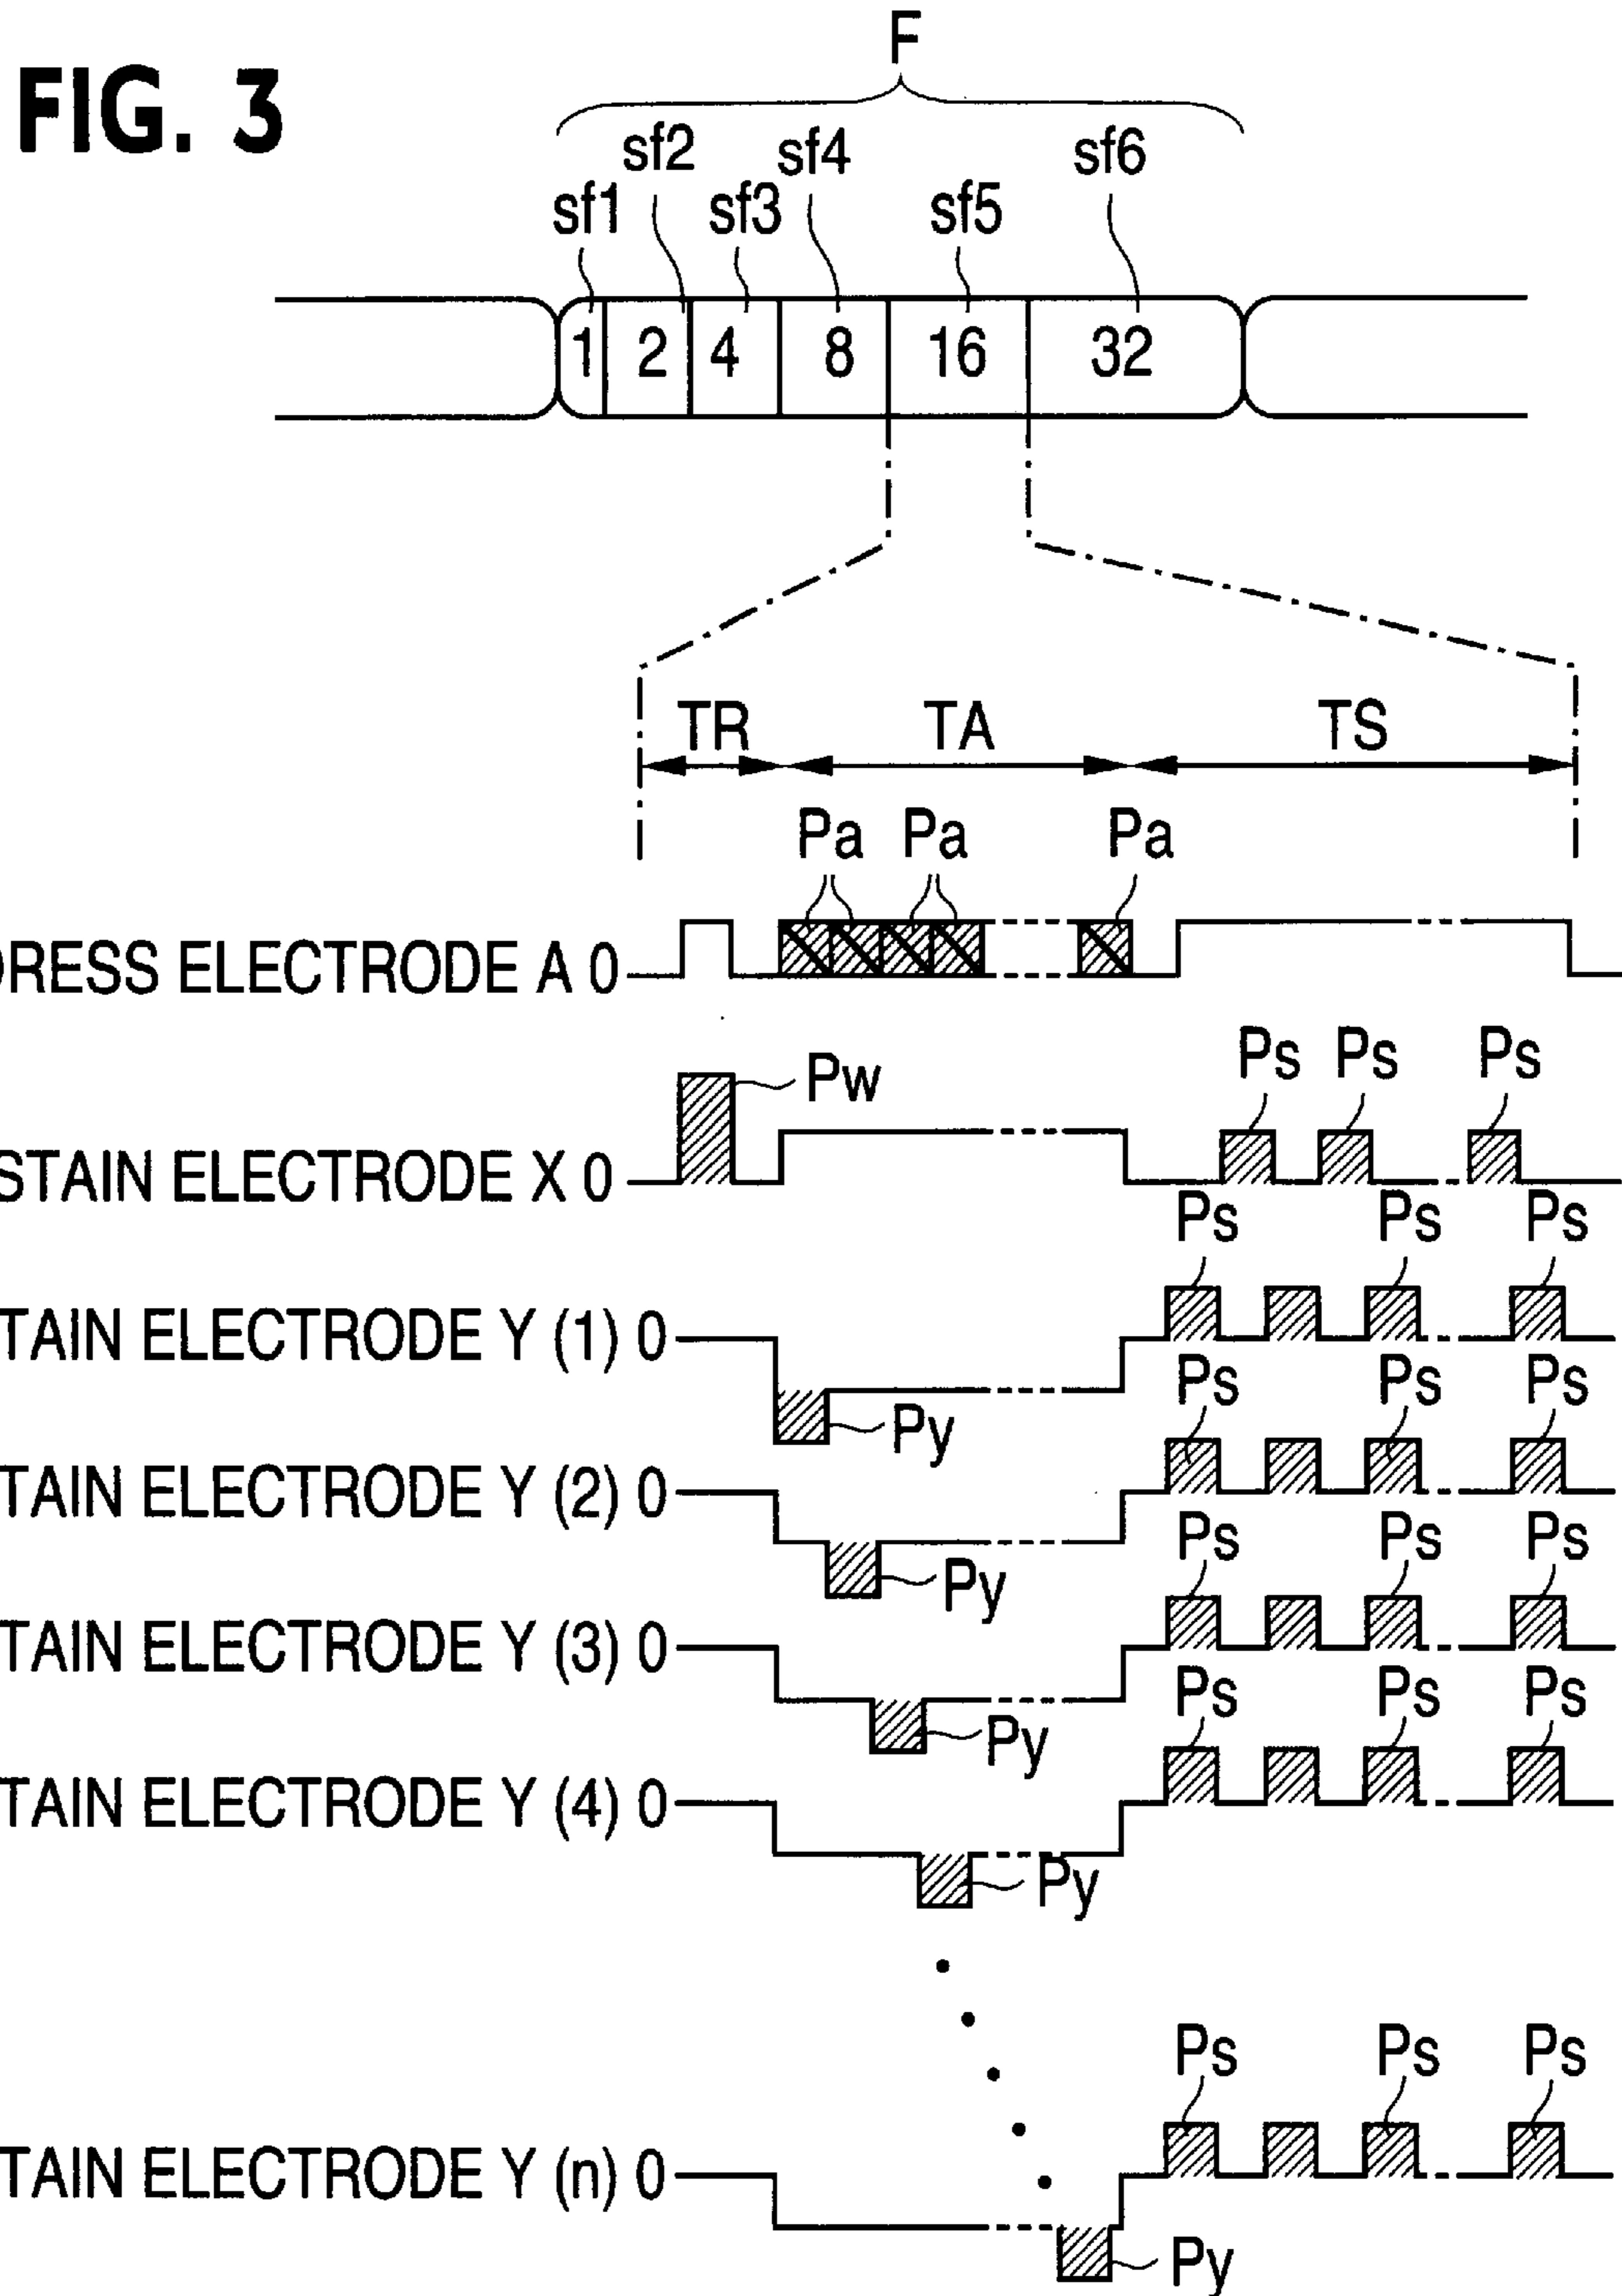 FIG. 3
F
sf1 sf2 sf3 sf4 sf5 sf6
1 2 4 8 16 32
TR TA TS
Pa Pa Pa
DRESS ELECTRODE A 0
Pw Ps Ps Ps
STAIN ELECTRODE X 0
Ps Ps Ps
TAIN ELECTRODE Y (1) 0
Py Ps Ps Ps
TAIN ELECTRODE Y (2) 0
Py Ps Ps Ps
TAIN ELECTRODE Y (3) 0
Py Ps Ps Ps
TAIN ELECTRODE Y (4) 0
Py
Ps Ps Ps
TAIN ELECTRODE Y (n) 0
Py